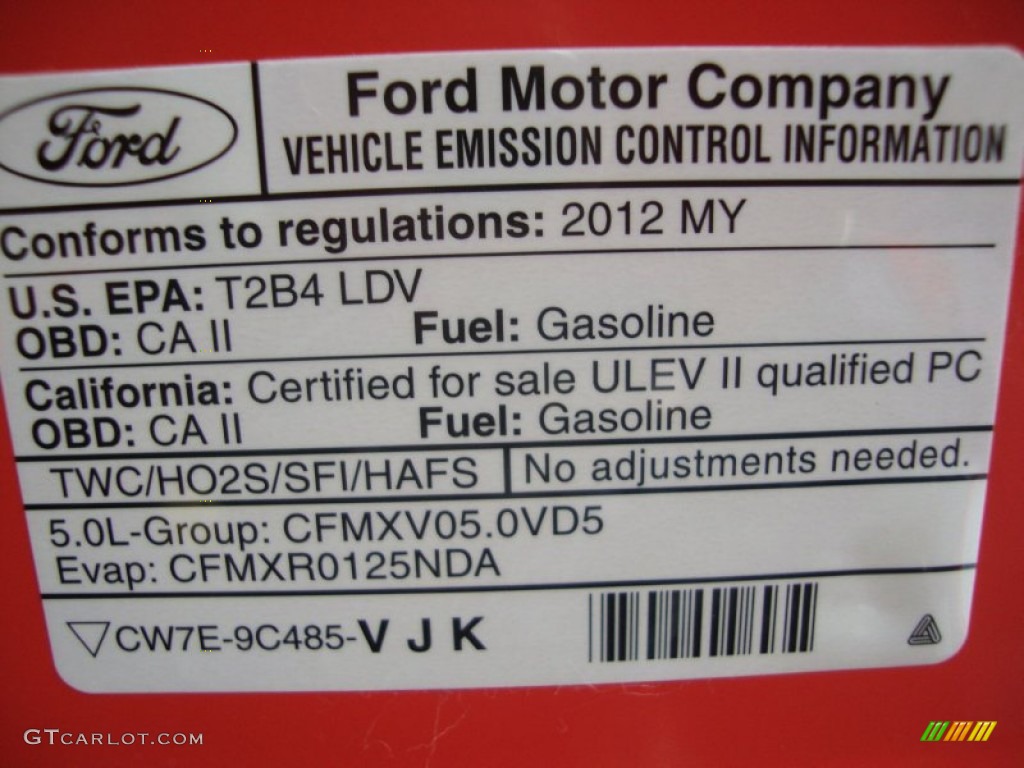 Ford
Ford Motor Company
VEHICLE EMISSION CONTROL INFORMATION
Conforms to regulations: 2012 MY
U.S. EPA: T2B4 LDV
OBD: CA II Fuel: Gasoline
California: Certified for sale ULEV II qualified PC
OBD: CA II Fuel: Gasoline
TWC/HO2S/SFI/HAFS No adjustments needed.
5.0L-Group: CFMXV05.0VD5
Evap: CFMXR0125NDA
CW7E-9C485-V J K
GTCARLOT.COM